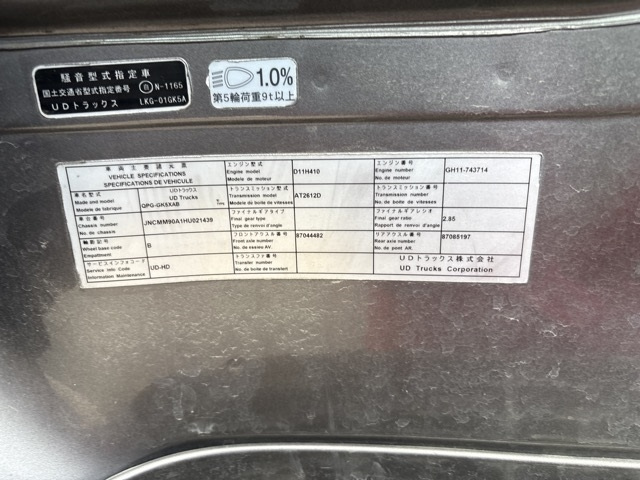 騒音型式指定車
国土交通省型式指定番号 自 N-1165
UDトラックス LKG-01GK5A
1.0%
第5輪荷重9t以上
車両主要諸元
VEHICLE SPECIFICATIONS
SPECIFICATIONS DE VEHICULE
エンジン型式
Engine model
Modele de moteur
D11H410
エンジン番号
Engine number
No. de moteur
GH11-743714
車名型式
Make and model
Modele de fabrique
UDトラックス
UD Trucks
QPG-GK5XAB
トランスミッション型式
Transmission model
Modele de boite de vitesses
AT2612D
トランスミッション番号
Transmission number
No. de boite de vitesses
車台番号
Chassis number
No. de chassis
JNCMM90A1HU021439
ファイナルギアタイプ
Final gear type
Type de renvoi d'angle
ファイナルギアレシオ
Final gear ratio
Rapport de renvoi d'angle
2.85
軸距記号
Wheel base code
Empattement
B
フロントアクスル番号
Front axle number
No. de essieu AV.
87044482
リアアクスル番号
Rear axle number
No. de pont AR.
87085197
サービスインフォコード
Service Info Code
Information Maintenance
UD-HD
トランスファ番号
Transfer number
No. de boite de transfert
UDトラックス株式会社
UD Trucks Corporation